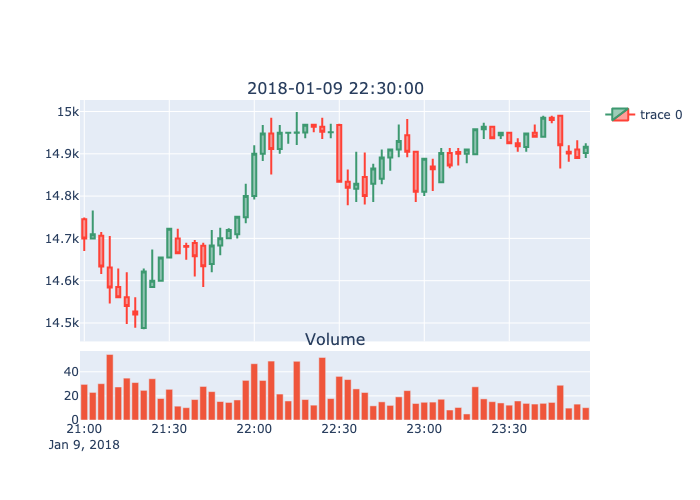 2018-01-09 22:30:00
15k
14.9k
14.8k
14.7k
14.6k
14.5k
trace 0
Volume
40
20
0
21:00 21:30 22:00 22:30 23:00 23:30
Jan 9, 2018